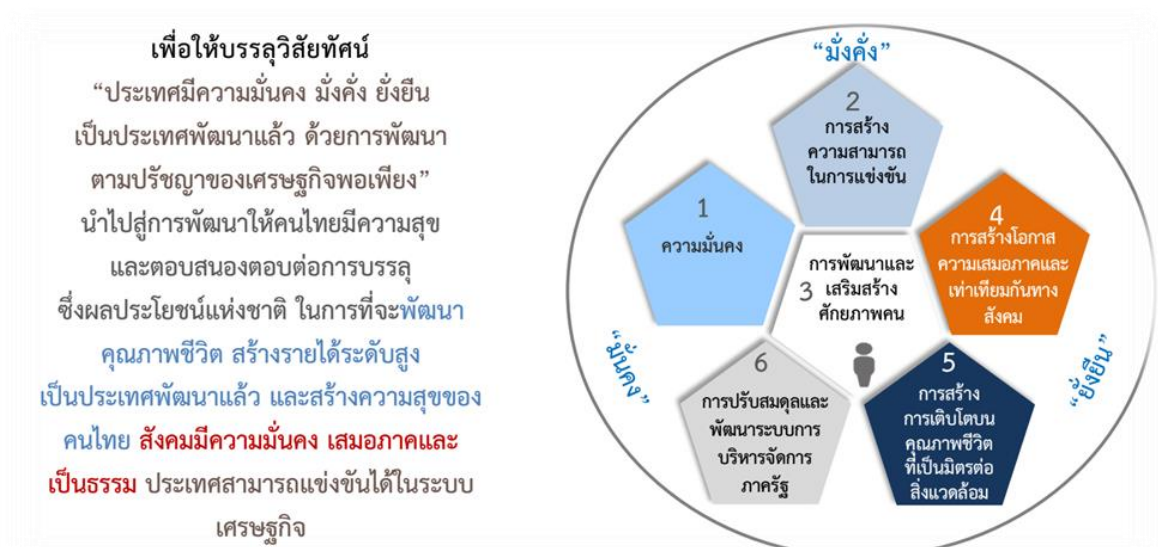 เพื่อให้บรรลุวิสัยทัศน์
“ประเทศมีความมั่นคง มั่งคั่ง ยั่งยืน
เป็นประเทศพัฒนาแล้ว ด้วยการพัฒนา
ตามปรัชญาของเศรษฐกิจพอเพียง”
นำไปสู่การพัฒนาให้คนไทยมีความสุข
และตอบสนองตอบต่อการบรรลุ
ซึ่งผลประโยชน์แห่งชาติ ในการที่จะพัฒนา
คุณภาพชีวิต สร้างรายได้ระดับสูง
เป็นประเทศพัฒนาแล้ว และสร้างความสุขของ
คนไทย สังคมมีความมั่นคง เสมอภาคและ
เป็นธรรม ประเทศสามารถแข่งขันได้ในระบบ
เศรษฐกิจ
“มั่งคั่ง”
“มั่นคง”
“ยั่งยืน”
1
ความมั่นคง
2
การสร้าง
ความสามารถ
ในการแข่งขัน
3
การพัฒนาและ
เสริมสร้าง
ศักยภาพคน
4
การสร้างโอกาส
ความเสมอภาคและ
เท่าเทียมกันทาง
สังคม
5
การสร้าง
การเติบโตบน
คุณภาพชีวิต
ที่เป็นมิตรต่อ
สิ่งแวดล้อม
6
การปรับสมดุลและ
พัฒนาระบบการ
บริหารจัดการ
ภาครัฐ